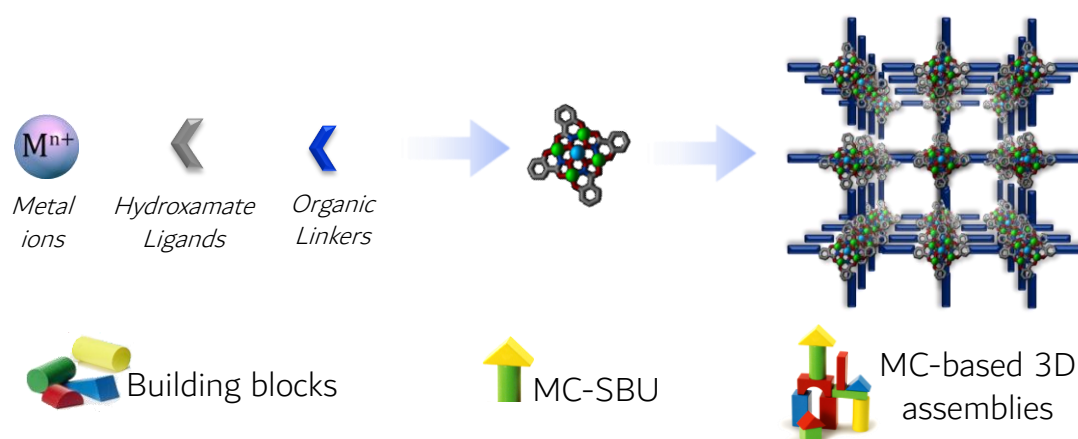 Mn+
Metal
ions
Hydroxamate
Ligands
Organic
Linkers
Building blocks
MC-SBU
MC-based 3D
assemblies